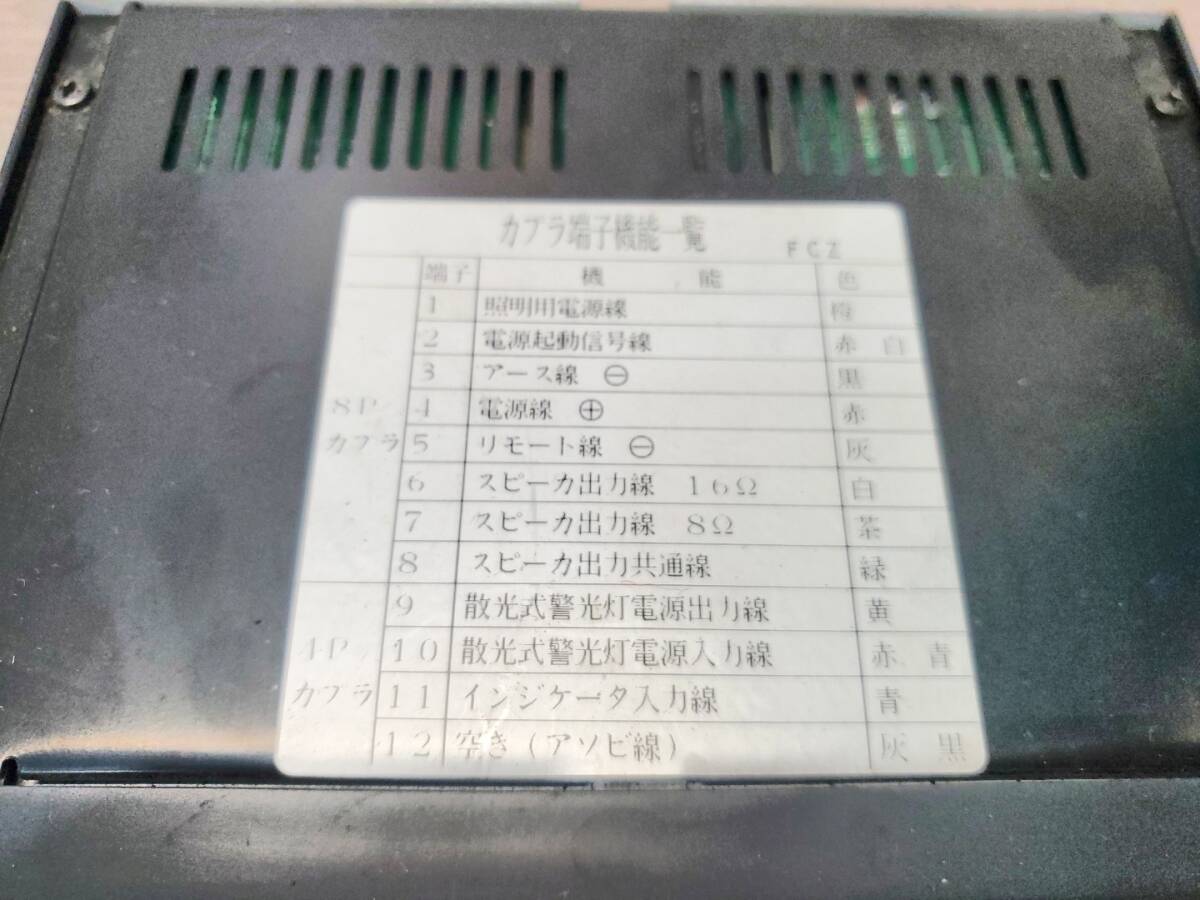 カプラ端子機能一覧 FCZ
端子 機能 色
1 照明用電源線 橙
2 電源起動信号線 赤白
3 アース線 ⊖ 黒
8P 4 電源線 ⊕ 赤
カプラ 5 リモート線 ⊖ 灰
6 スピーカ出力線 16Ω 白
7 スピーカ出力線 8Ω 茶
8 スピーカ出力共通線 緑
9 散光式警光灯電源出力線 黄
4P 10 散光式警光灯電源入力線 赤青
カプラ 11 インジケータ入力線 青
12 空き(アソビ線) 灰黒